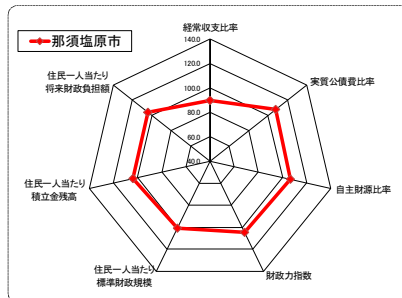 那須塩原市
経常収支比率
140.0
120.0
100.0
80.0
60.0
40.0
実質公債費比率
自主財源比率
財政力指数
住民一人当たり
標準財政規模
住民一人当たり
積立金残高
住民一人当たり
将来財政負担額